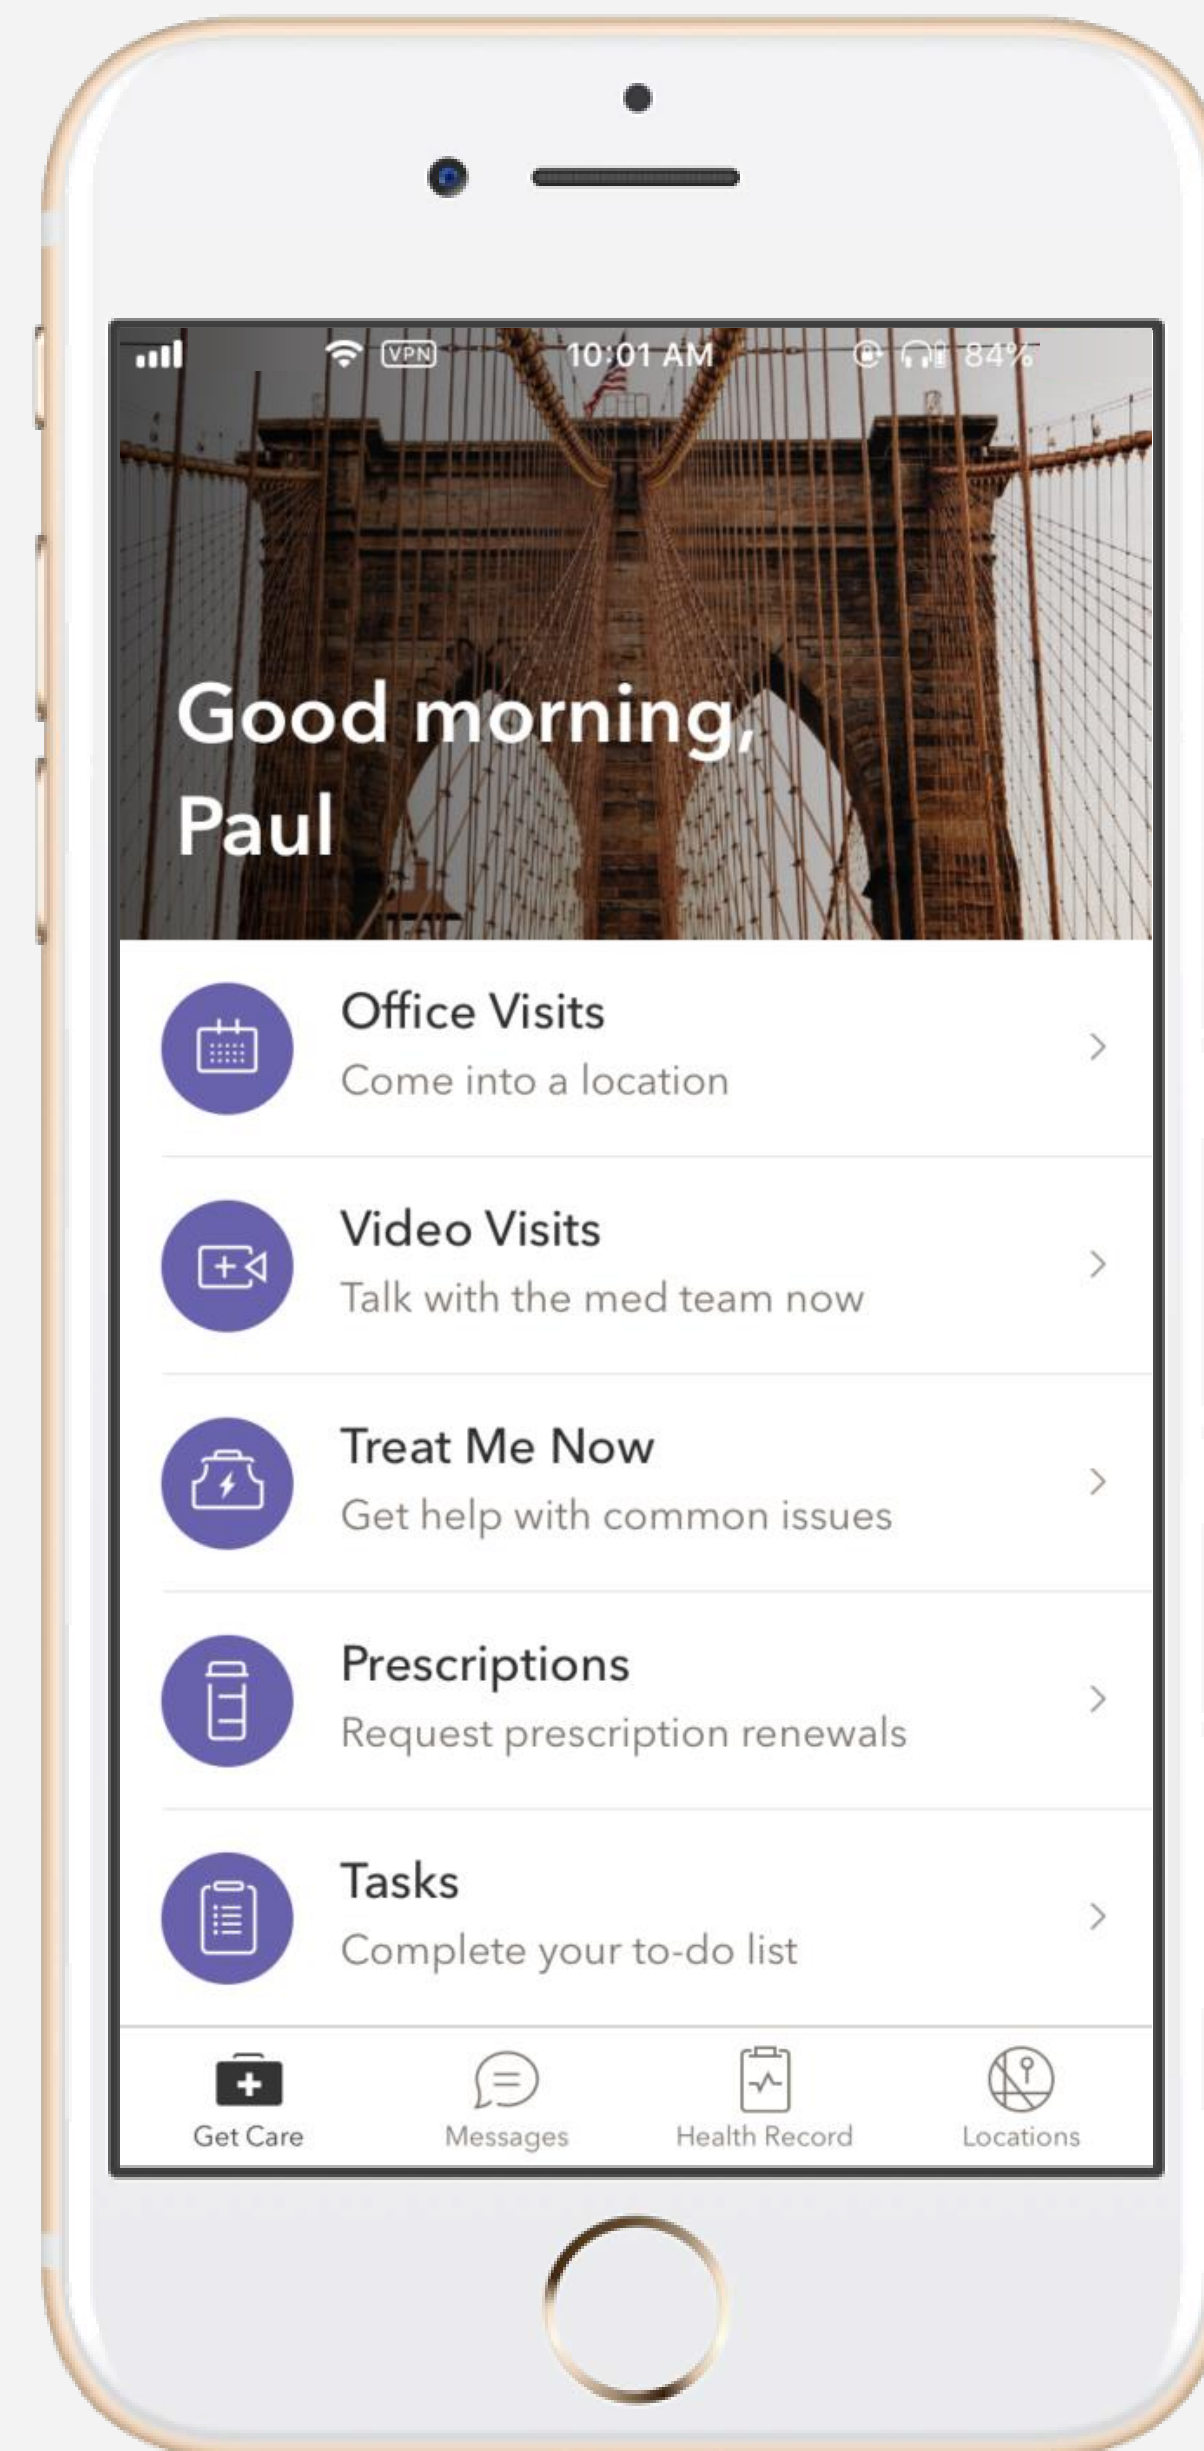 VPN 10:01 AM 84%
Good morning,
Paul
Office Visits
Come into a location
Video Visits
Talk with the med team now
Treat Me Now
Get help with common issues
Prescriptions
Request prescription renewals
Tasks
Complete your to-do list
Get Care Messages Health Record Locations